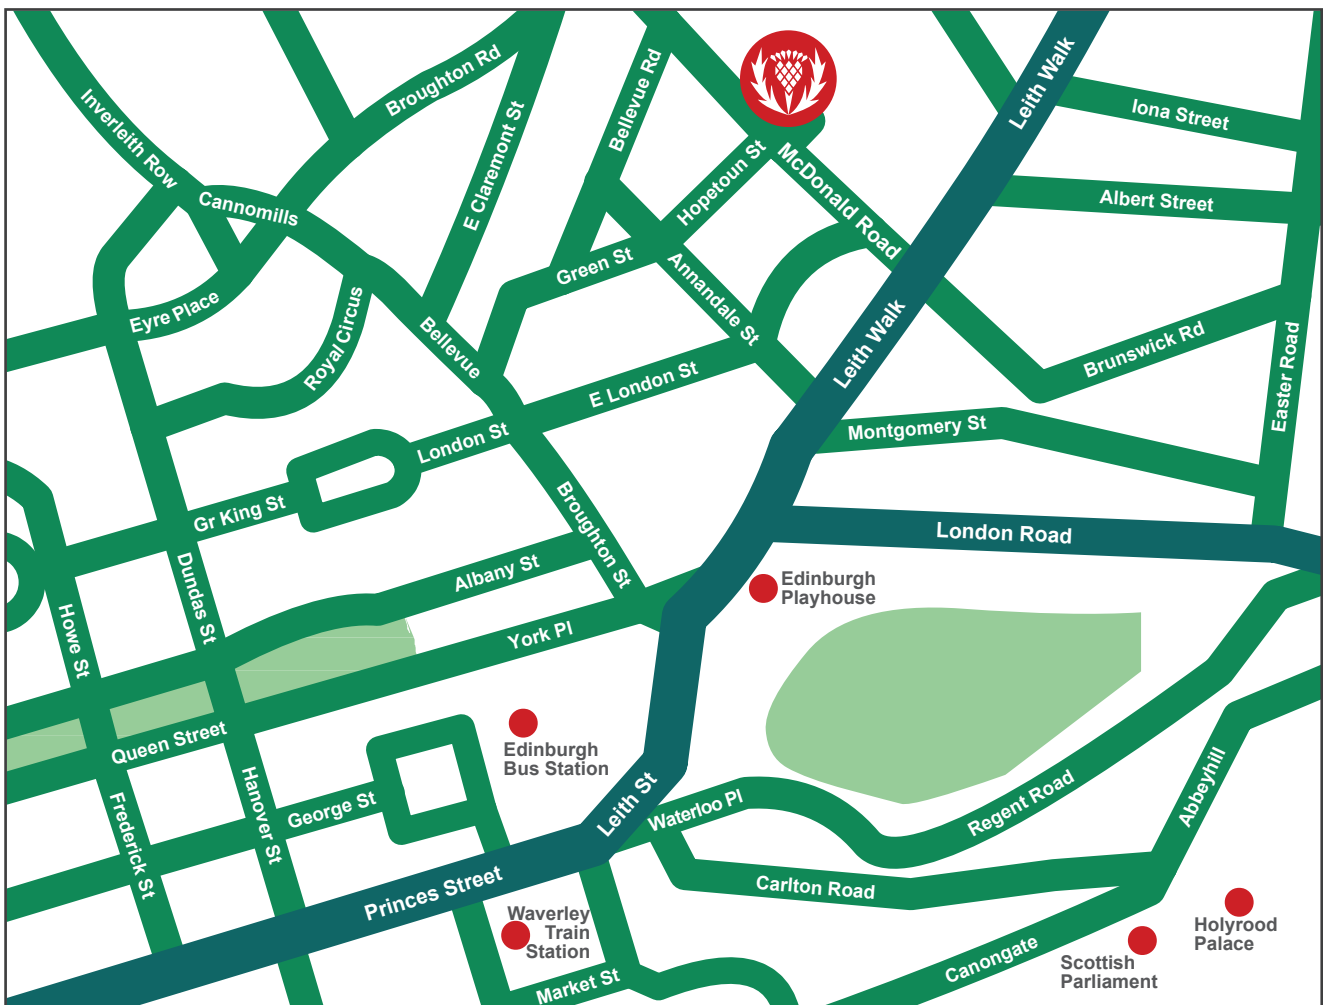 Inverleith Row
Broughton Rd
E Claremont St
Bellevue Rd
Leith Walk
Iona Street
Cannomills
Hopetoun St
McDonald Road
Albert Street
Eyre Place
Royal Circus
Green St
Annandale St
Bellevue
Leith Walk
Brunswick Rd
Easter Road
E London St
London St
Montgomery St
Gr King St
Broughton St
London Road
Dundas St
Albany St
Edinburgh
Playhouse
Howe St
York Pl
Queen Street
Edinburgh
Bus Station
Hanover St
Frederick St
George St
Leith St
Waterloo Pl
Regent Road
Abbeyhill
Princes Street
Carlton Road
Waverley
Train
Station
Holyrood
Palace
Canongate
Scottish
Parliament
Market St